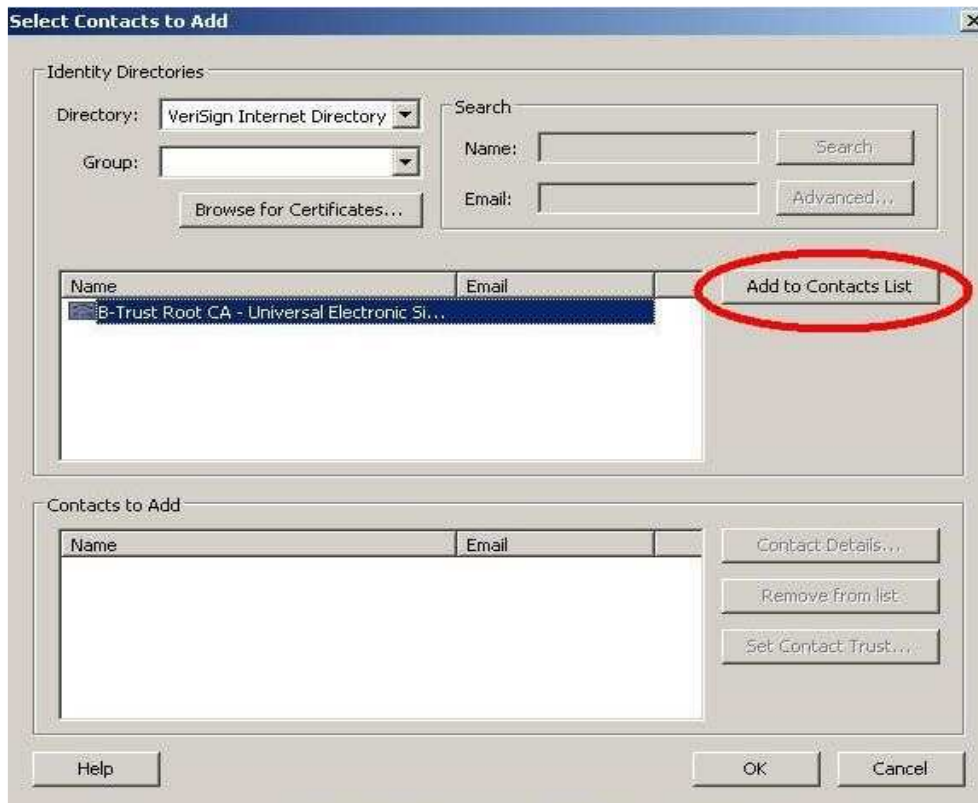 Select Contacts to Add
Identity Directories
Directory: VeriSign Internet Directory
Group:
Browse for Certificates...
Search
Name: Search
Email: Advanced...
Name Email
B-Trust Root CA - Universal Electronic Si...
Add to Contacts List
Contacts to Add
Name Email
Contact Details...
Remove from list
Set Contact Trust...
Help OK Cancel